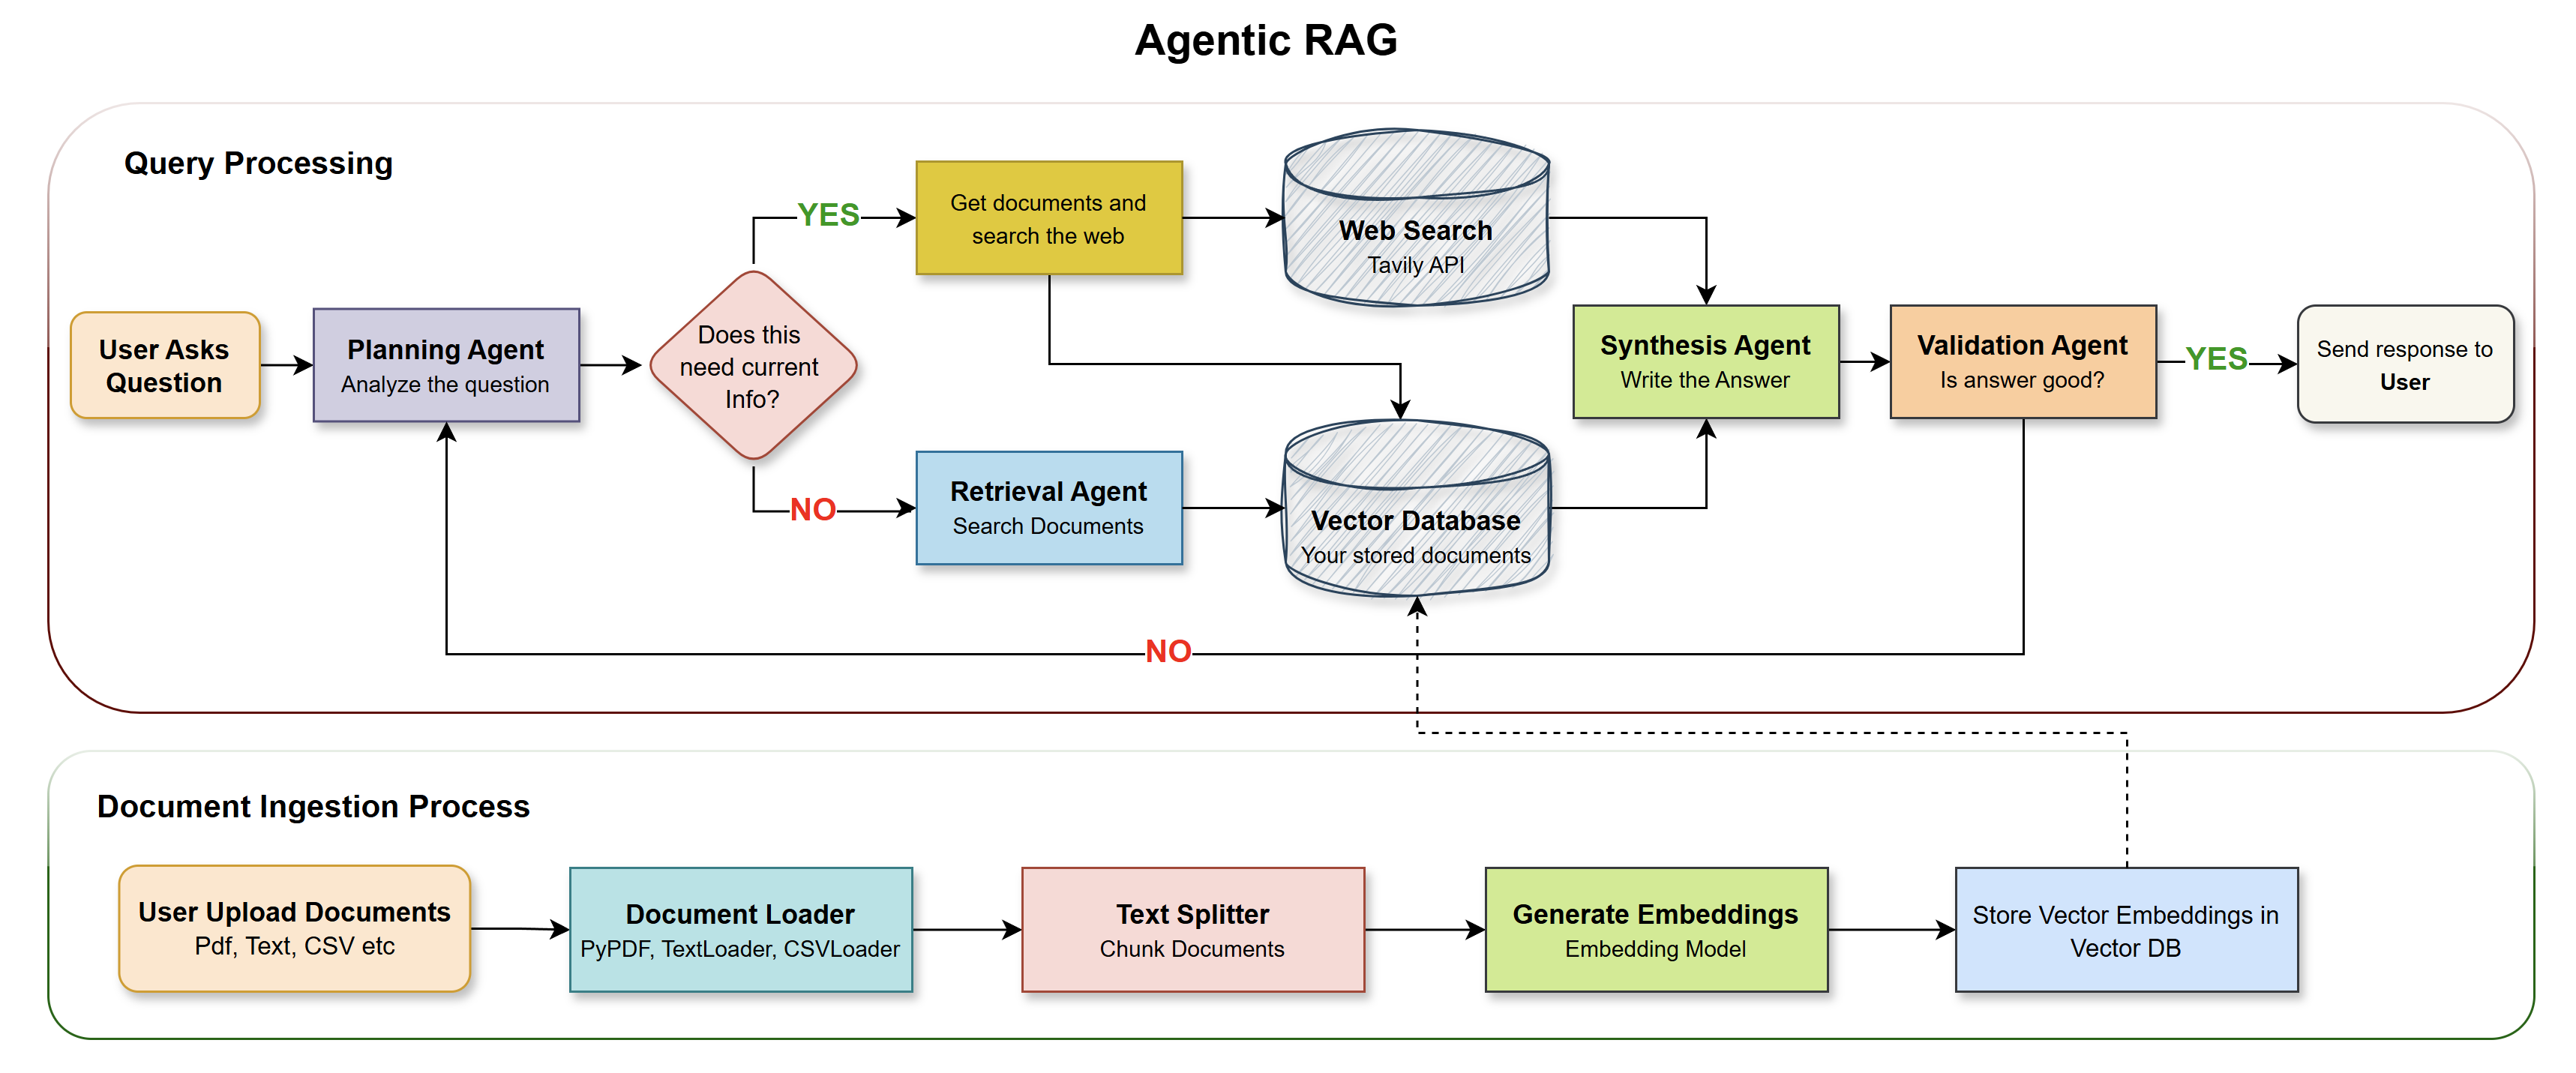 Agentic RAG
Query Processing
User Asks
Question
Planning Agent
Analyze the question
Does this
need current
Info?
YES
Get documents and
search the web
Web Search
Tavily API
NO
Retrieval Agent
Search Documents
Vector Database
Your stored documents
Synthesis Agent
Write the Answer
Validation Agent
Is answer good?
YES
Send response to
User
NO
Document Ingestion Process
User Upload Documents
Pdf, Text, CSV etc
Document Loader
PyPDF, TextLoader, CSVLoader
Text Splitter
Chunk Documents
Generate Embeddings
Embedding Model
Store Vector Embeddings in
Vector DB